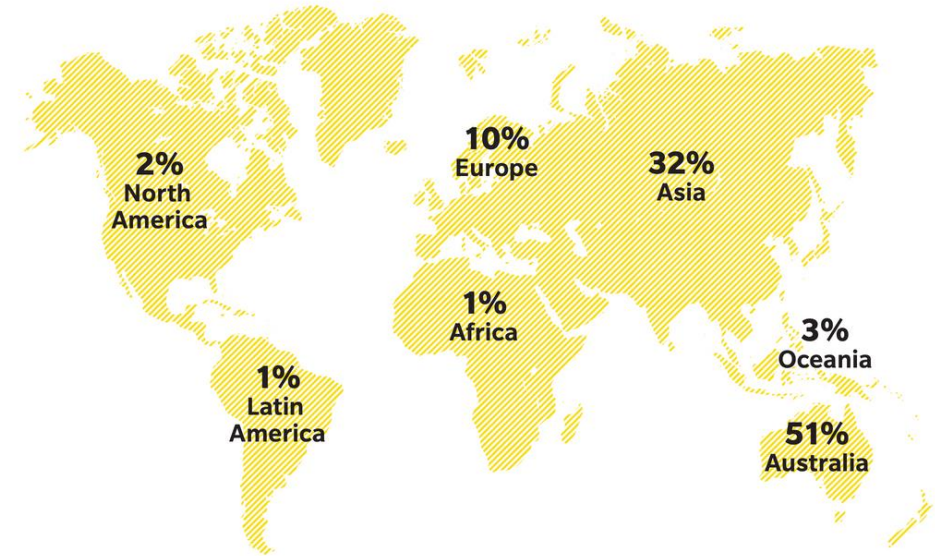 2%
North
America
10%
Europe
32%
Asia
1%
Africa
3%
Oceania
1%
Latin
America
51%
Australia